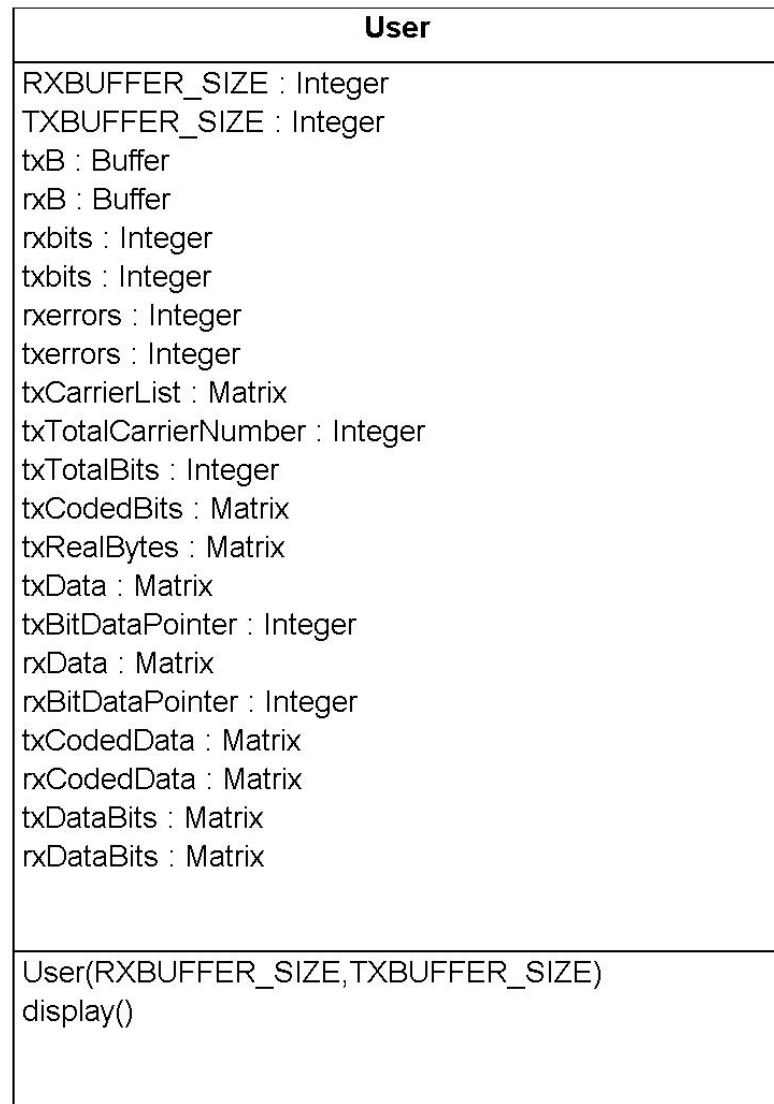 User
RXBUFFER_SIZE : Integer
TXBUFFER_SIZE : Integer
txB : Buffer
rxB : Buffer
rxbits : Integer
txbits : Integer
rxerrors : Integer
txerrors : Integer
txCarrierList : Matrix
txTotalCarrierNumber : Integer
txTotalBits : Integer
txCodedBits : Matrix
txRealBytes : Matrix
txData : Matrix
txBitDataPointer : Integer
rxData : Matrix
rxBitDataPointer : Integer
txCodedData : Matrix
rxCodedData : Matrix
txDataBits : Matrix
rxDataBits : Matrix
User(RXBUFFER_SIZE,TXBUFFER_SIZE)
display()